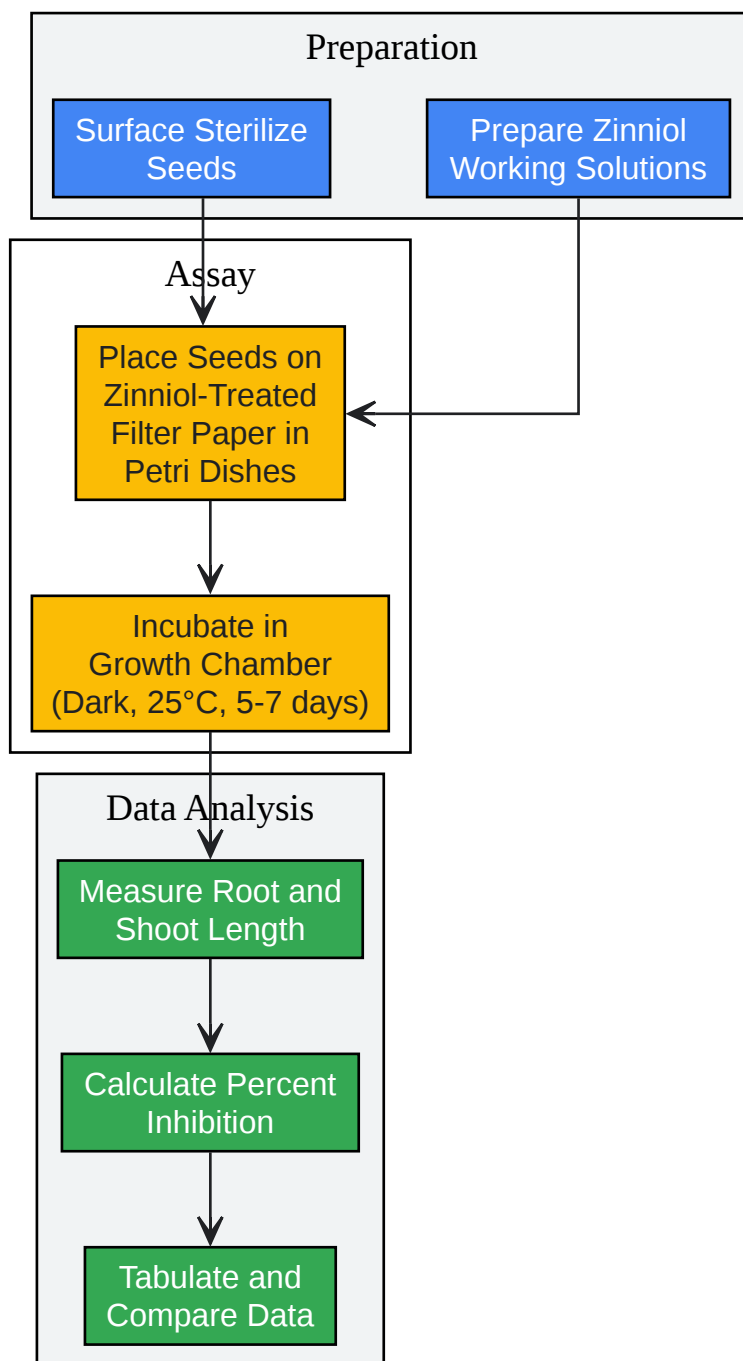 Preparation
Surface Sterilize
Seeds
Prepare Zinniol
Working Solutions
Assay
Place Seeds on
Zinniol-Treated
Filter Paper in
Petri Dishes
Incubate in
Growth Chamber
(Dark, 25°C, 5-7 days)
Data Analysis
Measure Root and
Shoot Length
Calculate Percent
Inhibition
Tabulate and
Compare Data